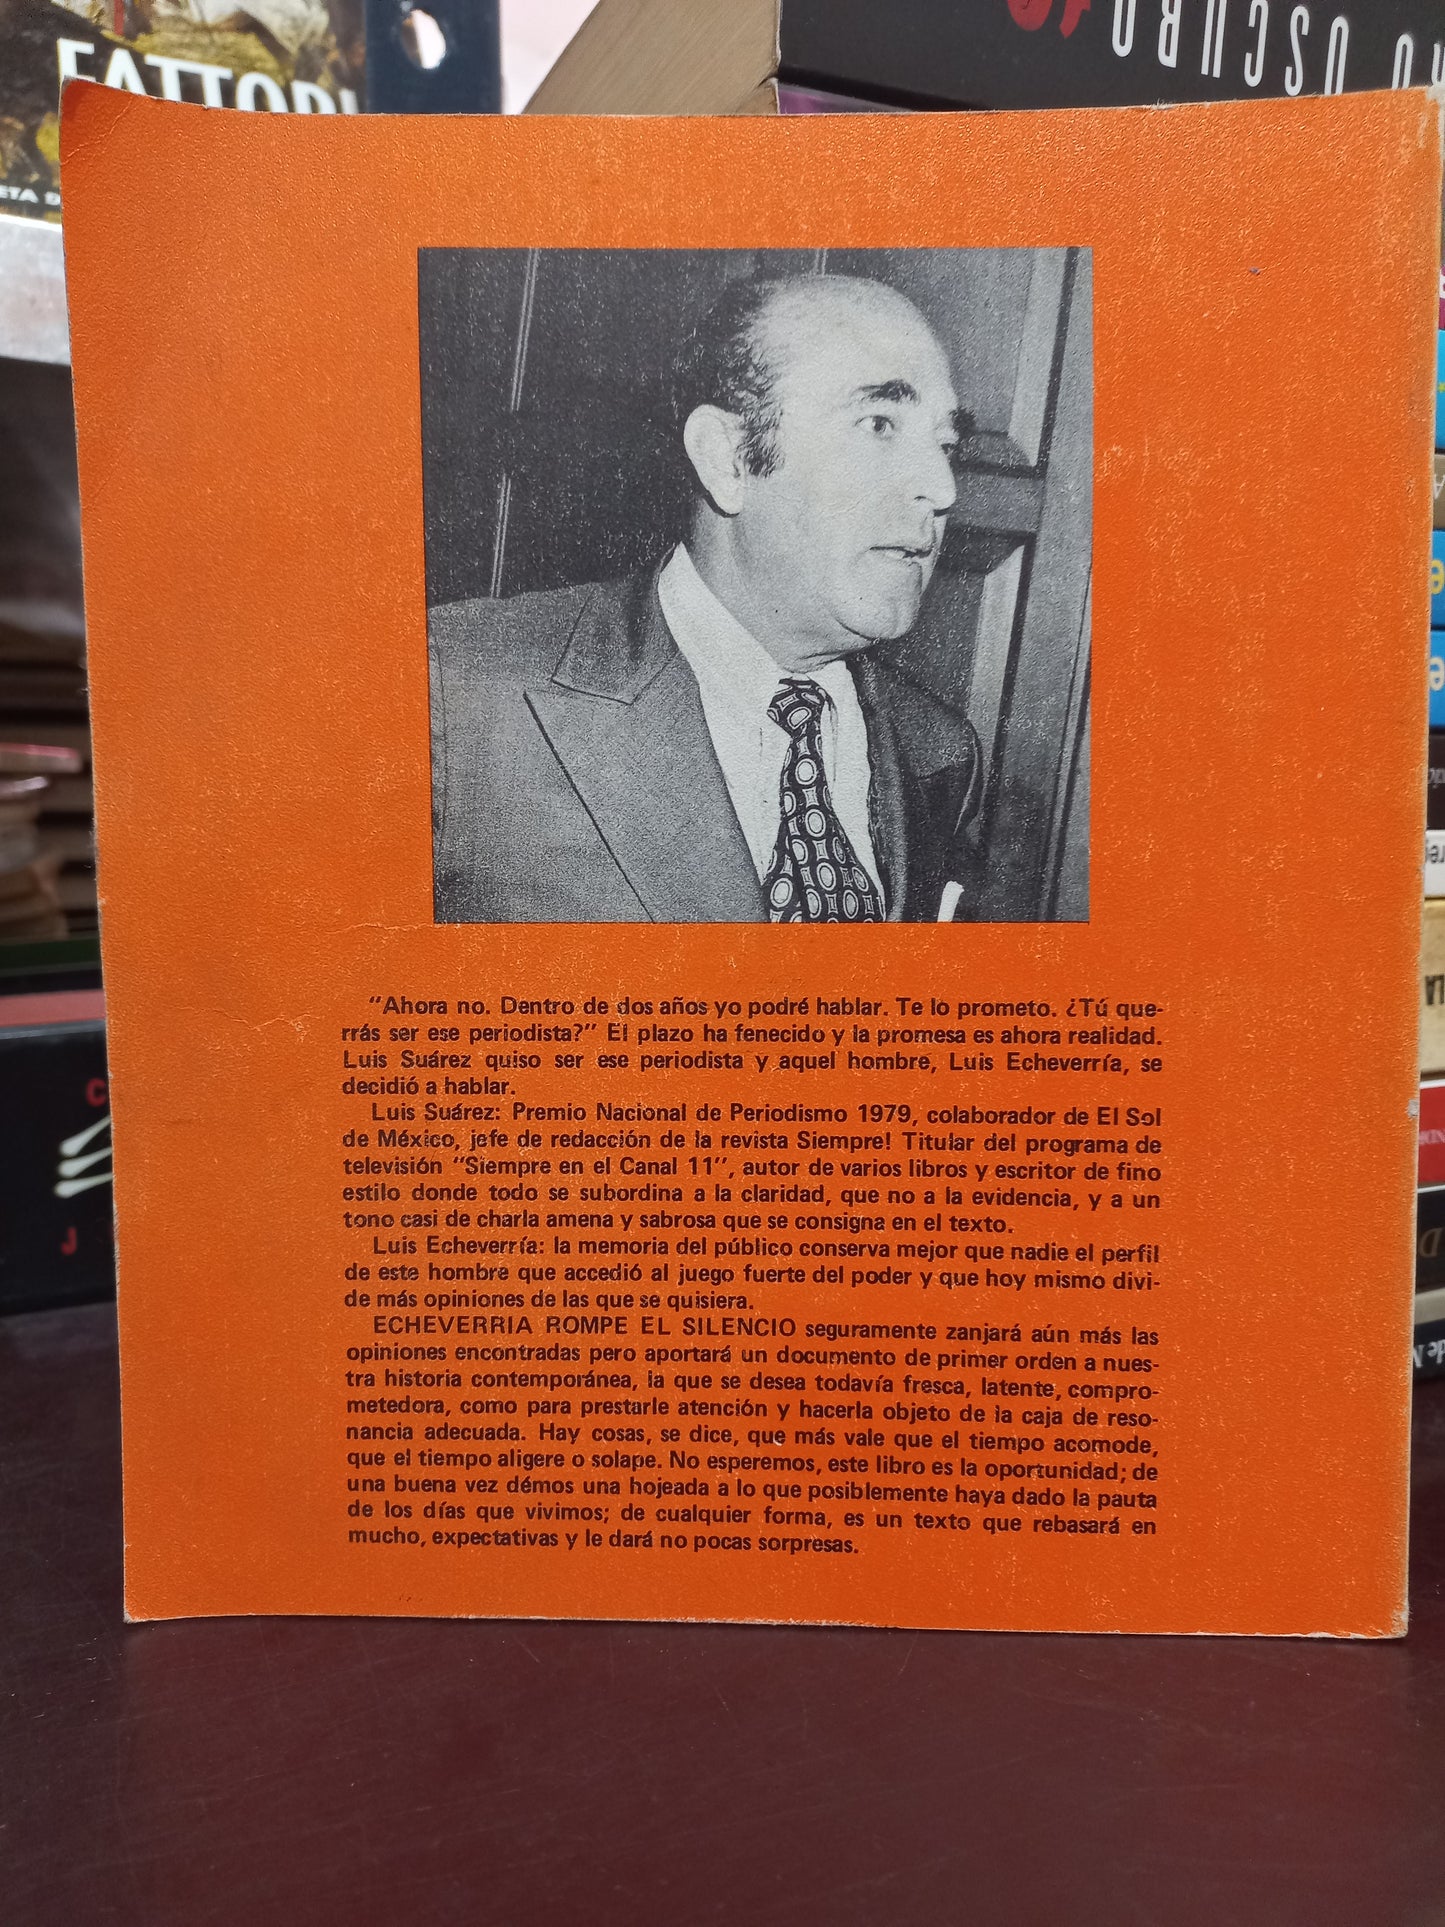 FATTORI
ETA D
RO OSCURO
"Ahora no. Dentro de dos años yo podré hablar. Te lo prometo. ¿Tú que-
rrás ser ese periodista?" El plazo ha fenecido y la promesa es ahora realidad.
Luis Suárez quiso ser ese periodista y aquel hombre, Luis Echeverría, se
decidió a hablar.
Luis Suárez: Premio Nacional de Periodismo 1979, colaborador de El Sol
de México, jefe de redacción de la revista Siempre! Titular del programa de
televisión "Siempre en el Canal 11", autor de varios libros y escritor de fino
estilo donde todo se subordina a la claridad, que no a la evidencia, y a un
tono casi de charla amena y sabrosa que se consigna en el texto.
Luis Echeverría: la memoria del público conserva mejor que nadie el perfil
de este hombre que accedió al juego fuerte del poder y que hoy mismo divi-
de más opiniones de las que se quisiera.
ECHEVERRIA ROMPE EL SILENCIO seguramente zanjará aún más las
opiniones encontradas pero aportará un documento de primer orden a nues-
tra historia contemporánea, la que se desea todavía fresca, latente, compro-
metedora, como para prestarle atención y hacerla objeto de la caja de reso-
nancia adecuada. Hay cosas, se dice, que más vale que el tiempo acomode,
que el tiempo aligere o solape. No esperemos, este libro es la oportunidad; de
una buena vez démos una hojeada a lo que posiblemente haya dado la pauta
de los días que vivimos; de cualquier forma, es un texto que rebasará en
mucho, expectativas y le dará no pocas sorpresas.
C
J